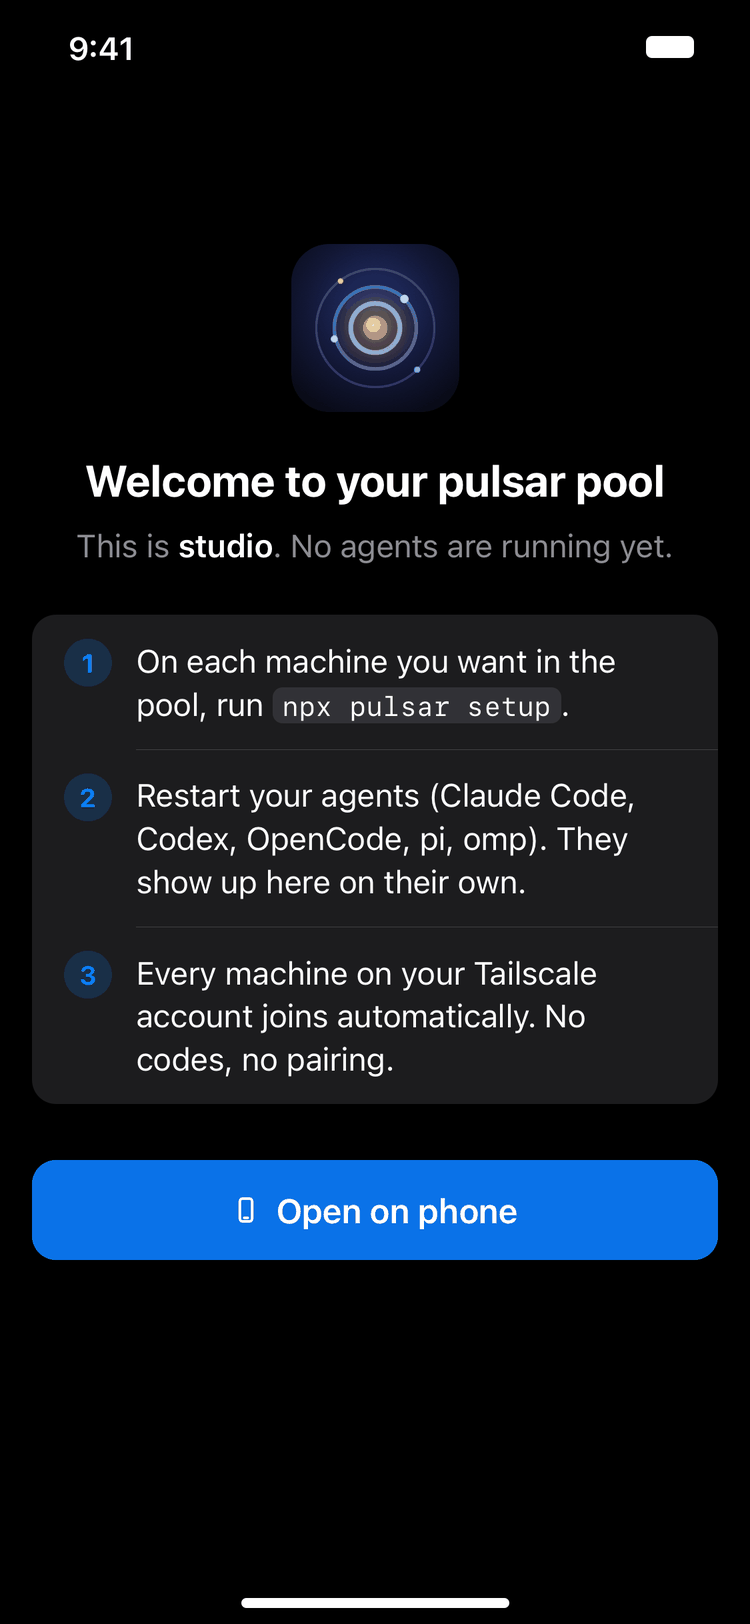 9:41
Welcome to your pulsar pool
This is studio. No agents are running yet.
1
On each machine you want in the
pool, run npx pulsar setup.
2
Restart your agents (Claude Code,
Codex, OpenCode, pi, omp). They
show up here on their own.
3
Every machine on your Tailscale
account joins automatically. No
codes, no pairing.
Open on phone